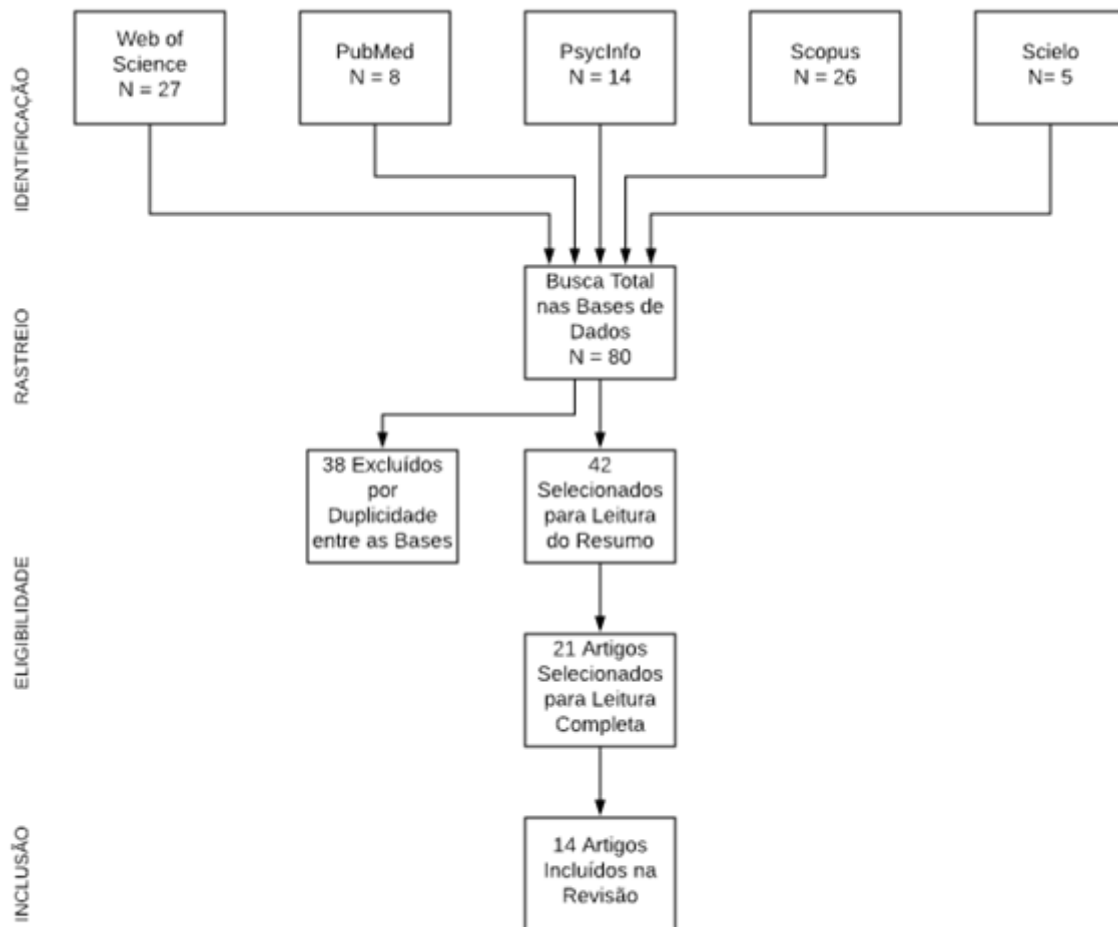 Web of
Science
N = 27
PubMed
N = 8
PsycInfo
N = 14
Scopus
N = 26
Scielo
N= 5
IDENTIFICAÇÃO
Busca Total
nas Bases de
Dados
N = 80
RASTREIO
38 Excluídos
por
Duplicidade
entre as Bases
42
Selecionados
para Leitura
do Resumo
ELIGIBILIDADE
21 Artigos
Selecionados
para Leitura
Completa
INCLUSÃO
14 Artigos
Incluídos na
Revisão